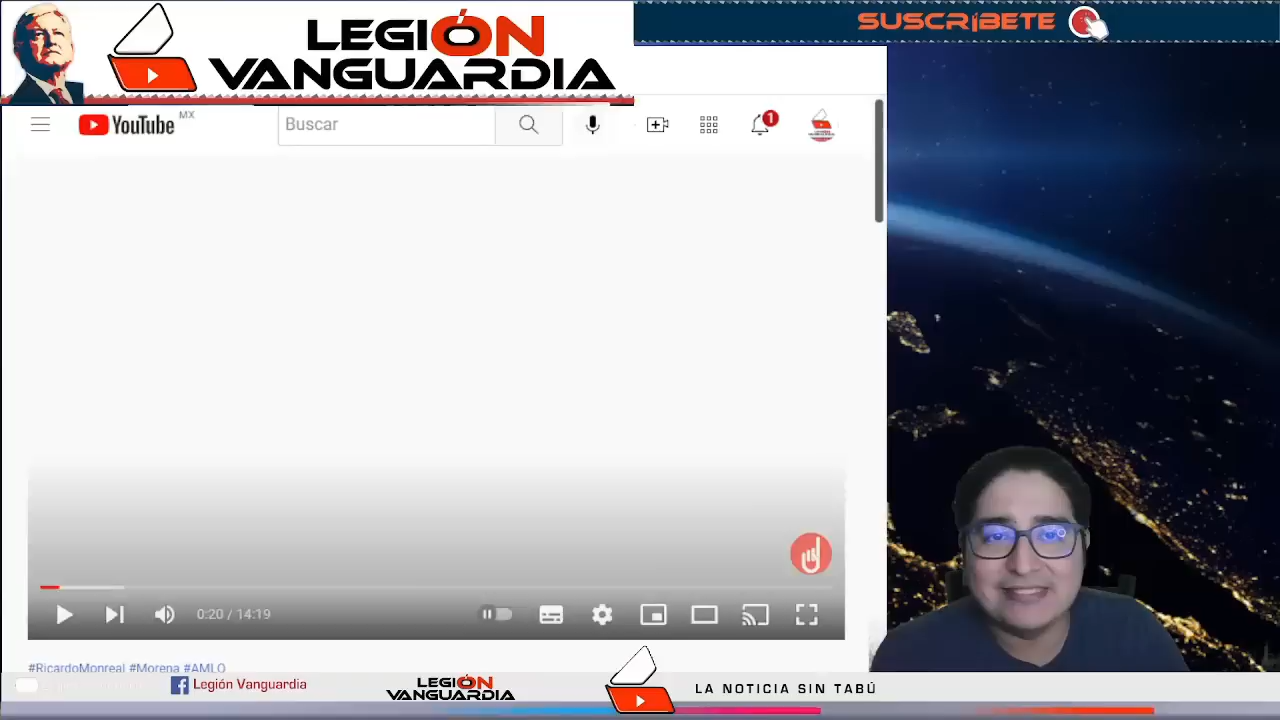 LEGIÓN
VANGUARDIA
SUSCRÍBETE
YouTube MX
Buscar
1
0:20 / 14:19
#RicardoMonreal #Morena #AMLO
Legión Vanguardia
LEGIÓN
VANGUARDIA
LA NOTICIA SIN TABÚ